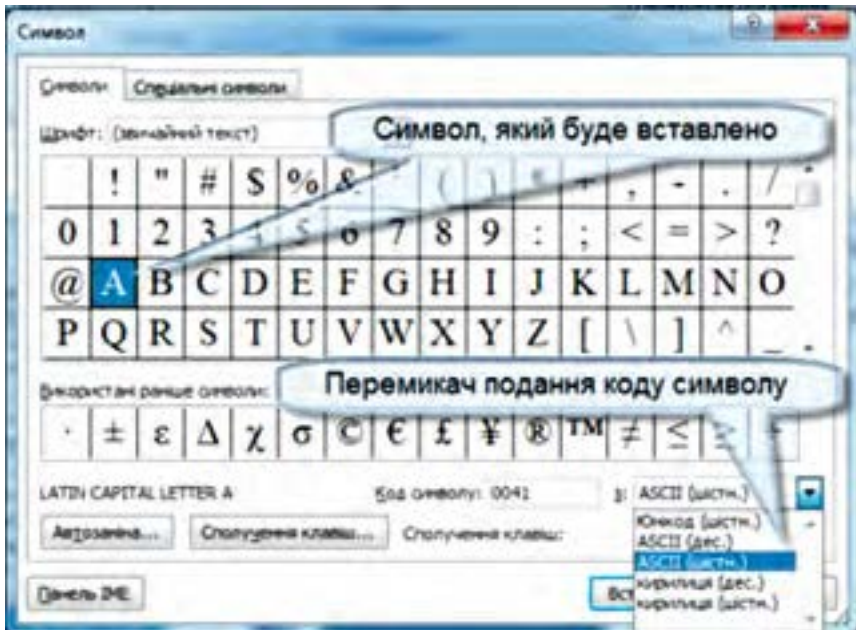 Символ
Символи Спеціальні символи
Шрифт: (звичайний текст)
Символ, який буде вставлено
! " # $ % & ' ( ) * + , - . /
0 1 2 3 4 5 6 7 8 9 : ; < = > ?
@ A B C D E F G H I J K L M N O
P Q R S T U V W X Y Z [ \ ] ^ _
Використані раніше символи:
Перемикач подання коду символу
· ± ε Δ χ σ © € £ ¥ ® ™ ≠ ≤ ≥
LATIN CAPITAL LETTER A Код символу: 0041 з: ASCII (шістн.)
Автозаміна... Сполучення клавіш... Сполучення клавіш:
Юнікод (шістн.)
ASCII (дес.)
ASCII (шістн.)
кирилиця (дес.)
кирилиця (шістн.)
Панель IME